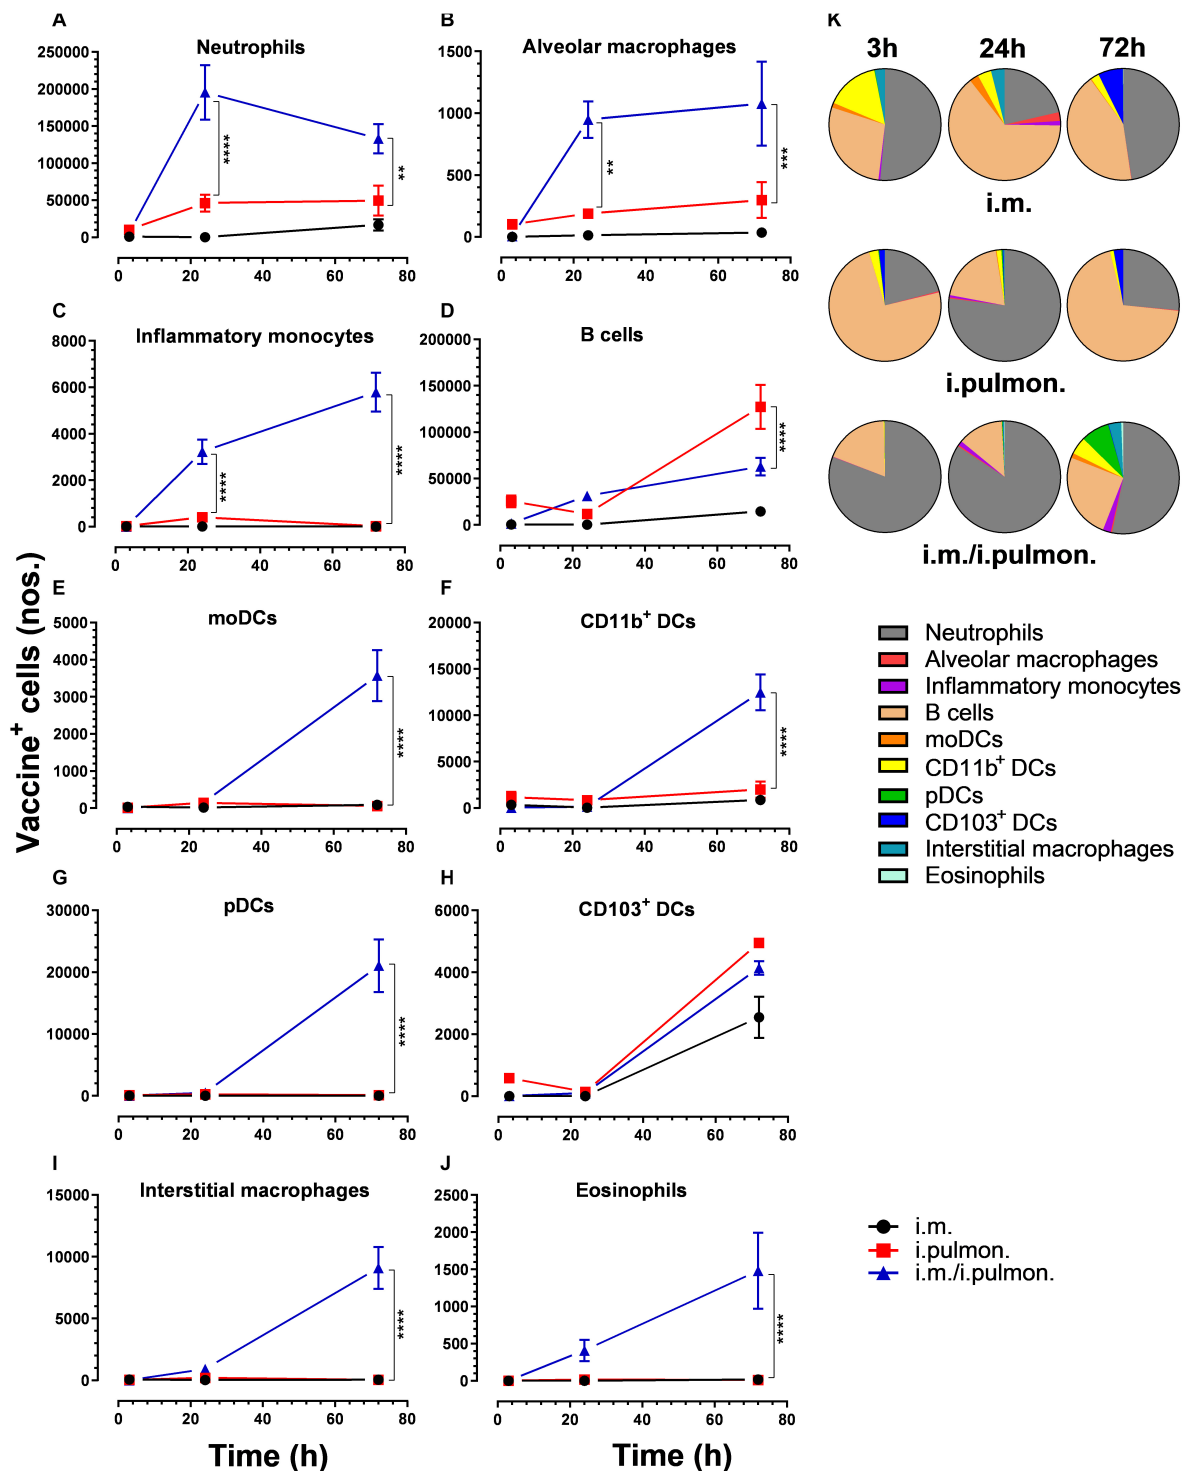 A
Neutrophils
250000
200000
150000
100000
50000
0
0 20 40 60 80
****
**
B
Alveolar macrophages
1500
1000
500
0
0 20 40 60 80
**
***
C
Inflammatory monocytes
8000
6000
4000
2000
0
0 20 40 60 80
****
****
D
B cells
200000
150000
100000
50000
0
0 20 40 60 80
****
E
moDCs
5000
4000
3000
2000
1000
0
0 20 40 60 80
****
F
CD11b+ DCs
20000
15000
10000
5000
0
0 20 40 60 80
****
G
pDCs
30000
20000
10000
0
0 20 40 60 80
****
H
CD103+ DCs
6000
4000
2000
0
0 20 40 60 80
I
Interstitial macrophages
15000
10000
5000
0
0 20 40 60 80
****
J
Eosinophils
2500
2000
1500
1000
500
0
0 20 40 60 80
****
Vaccine+ cells (nos.)
Time (h)
Time (h)
K
3h 24h 72h
i.m.
i.pulmon.
i.m./i.pulmon.
Neutrophils
Alveolar macrophages
Inflammatory monocytes
B cells
moDCs
CD11b+ DCs
pDCs
CD103+ DCs
Interstitial macrophages
Eosinophils
i.m.
i.pulmon.
i.m./i.pulmon.